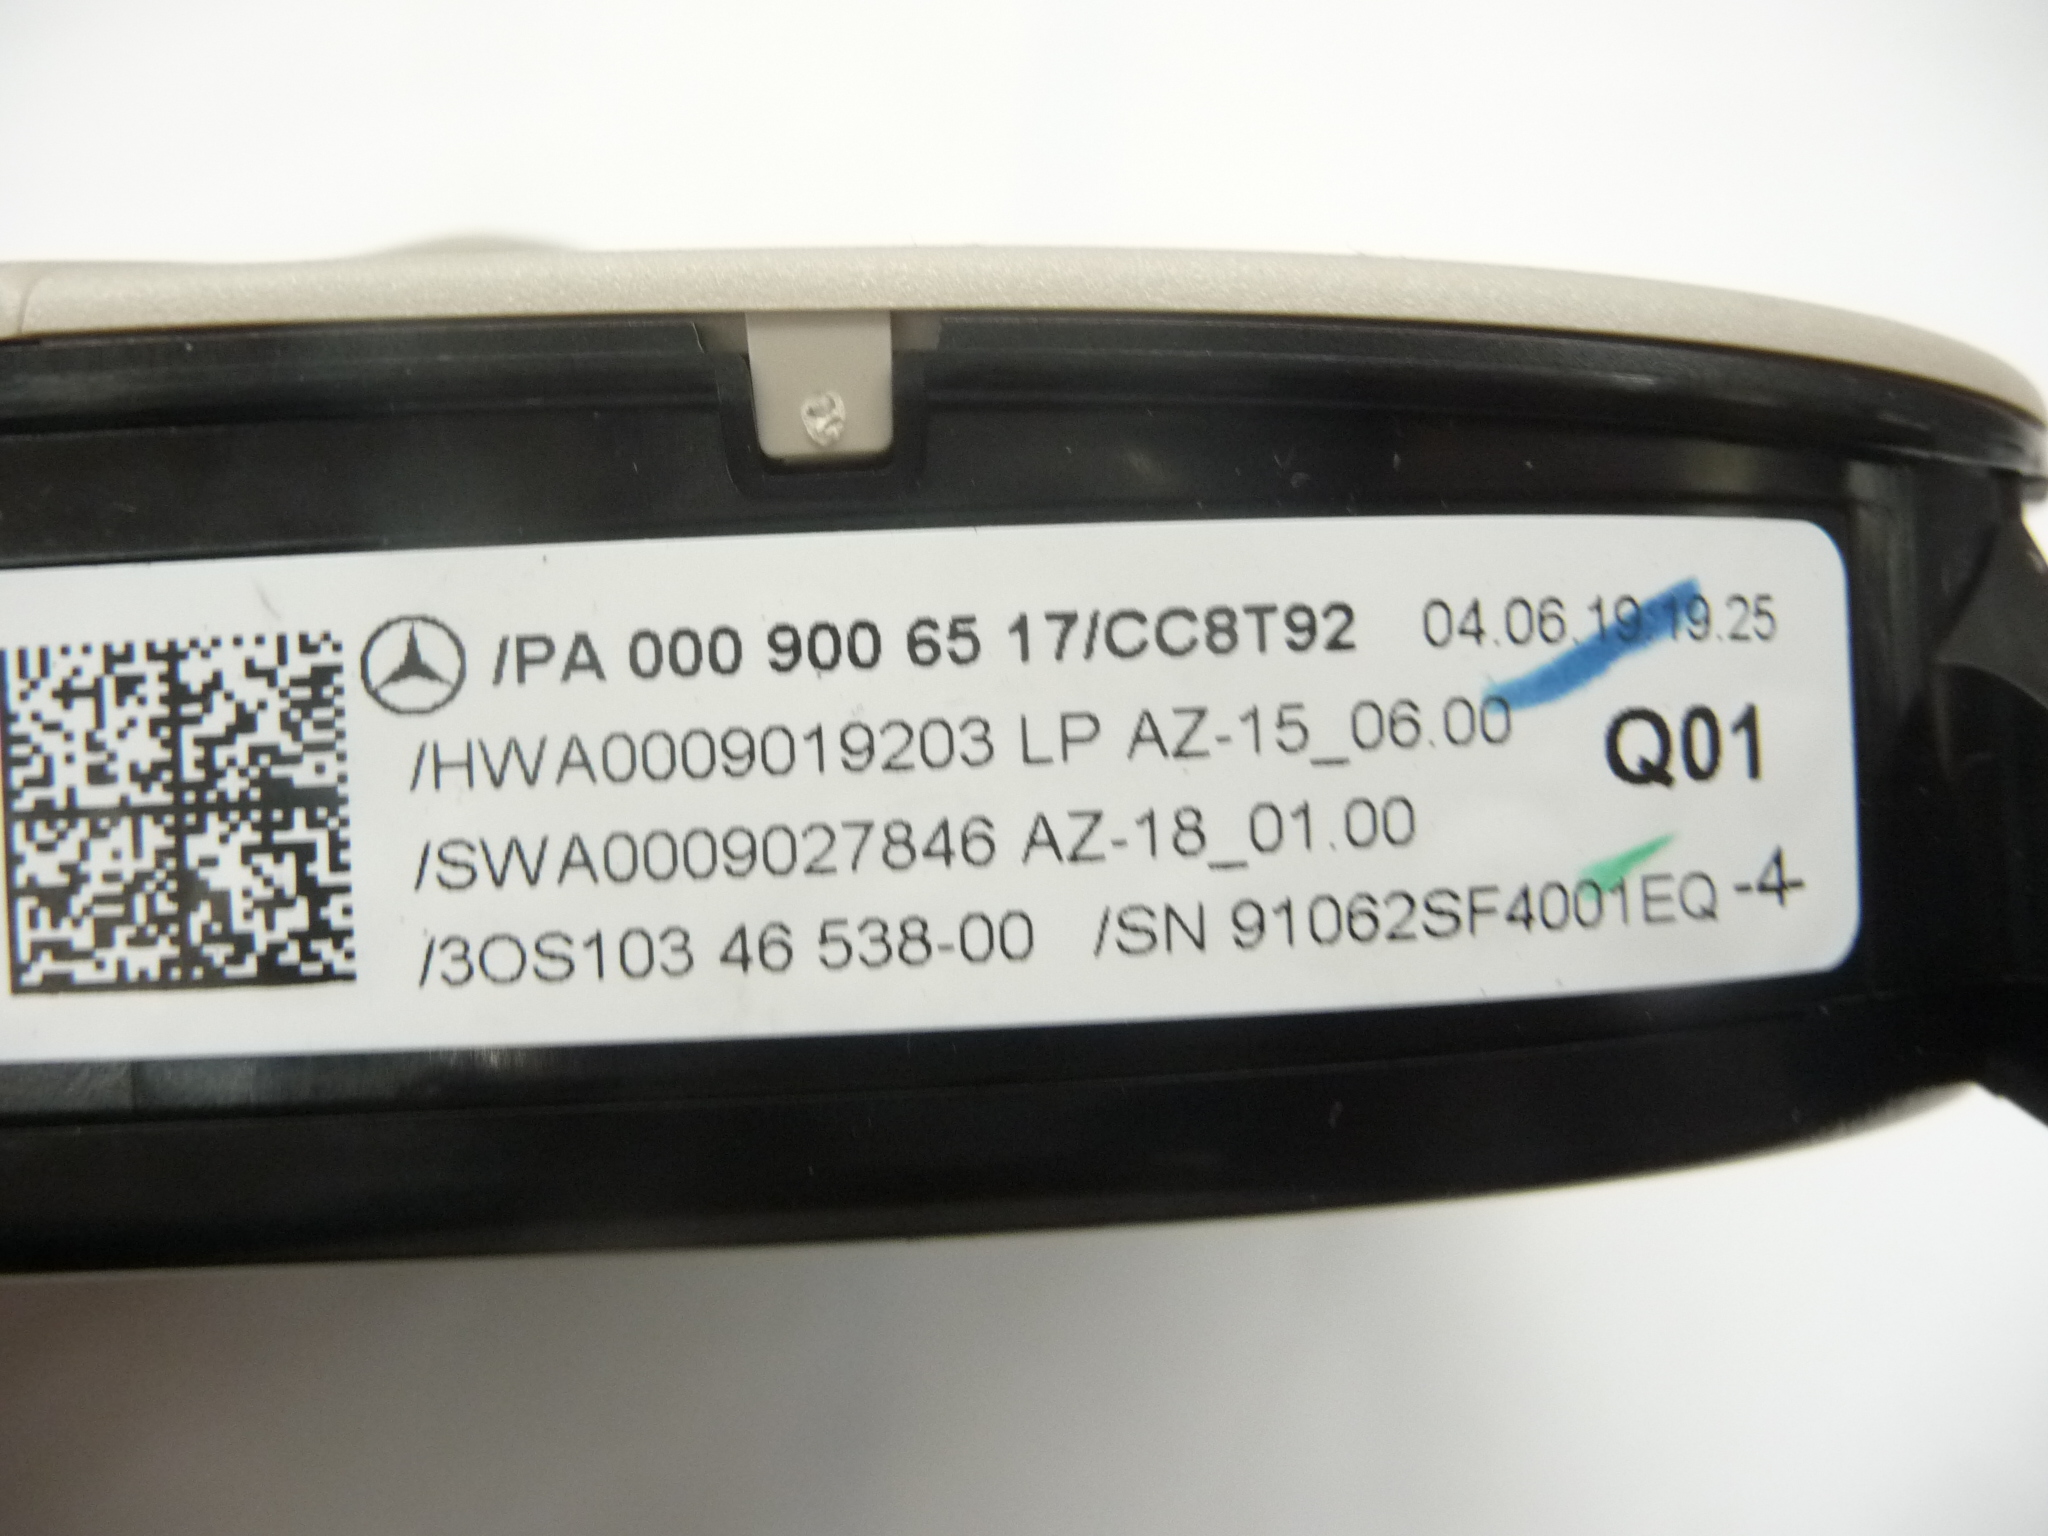 /PA 000 900 65 17/CC8T92 04.06.19.19.25
/HWA0009019203 LP AZ-15_06.00 Q01
/SWA0009027846 AZ-18_01.00
/3OS103 46 538-00 /SN 91062SF4001EQ -4-